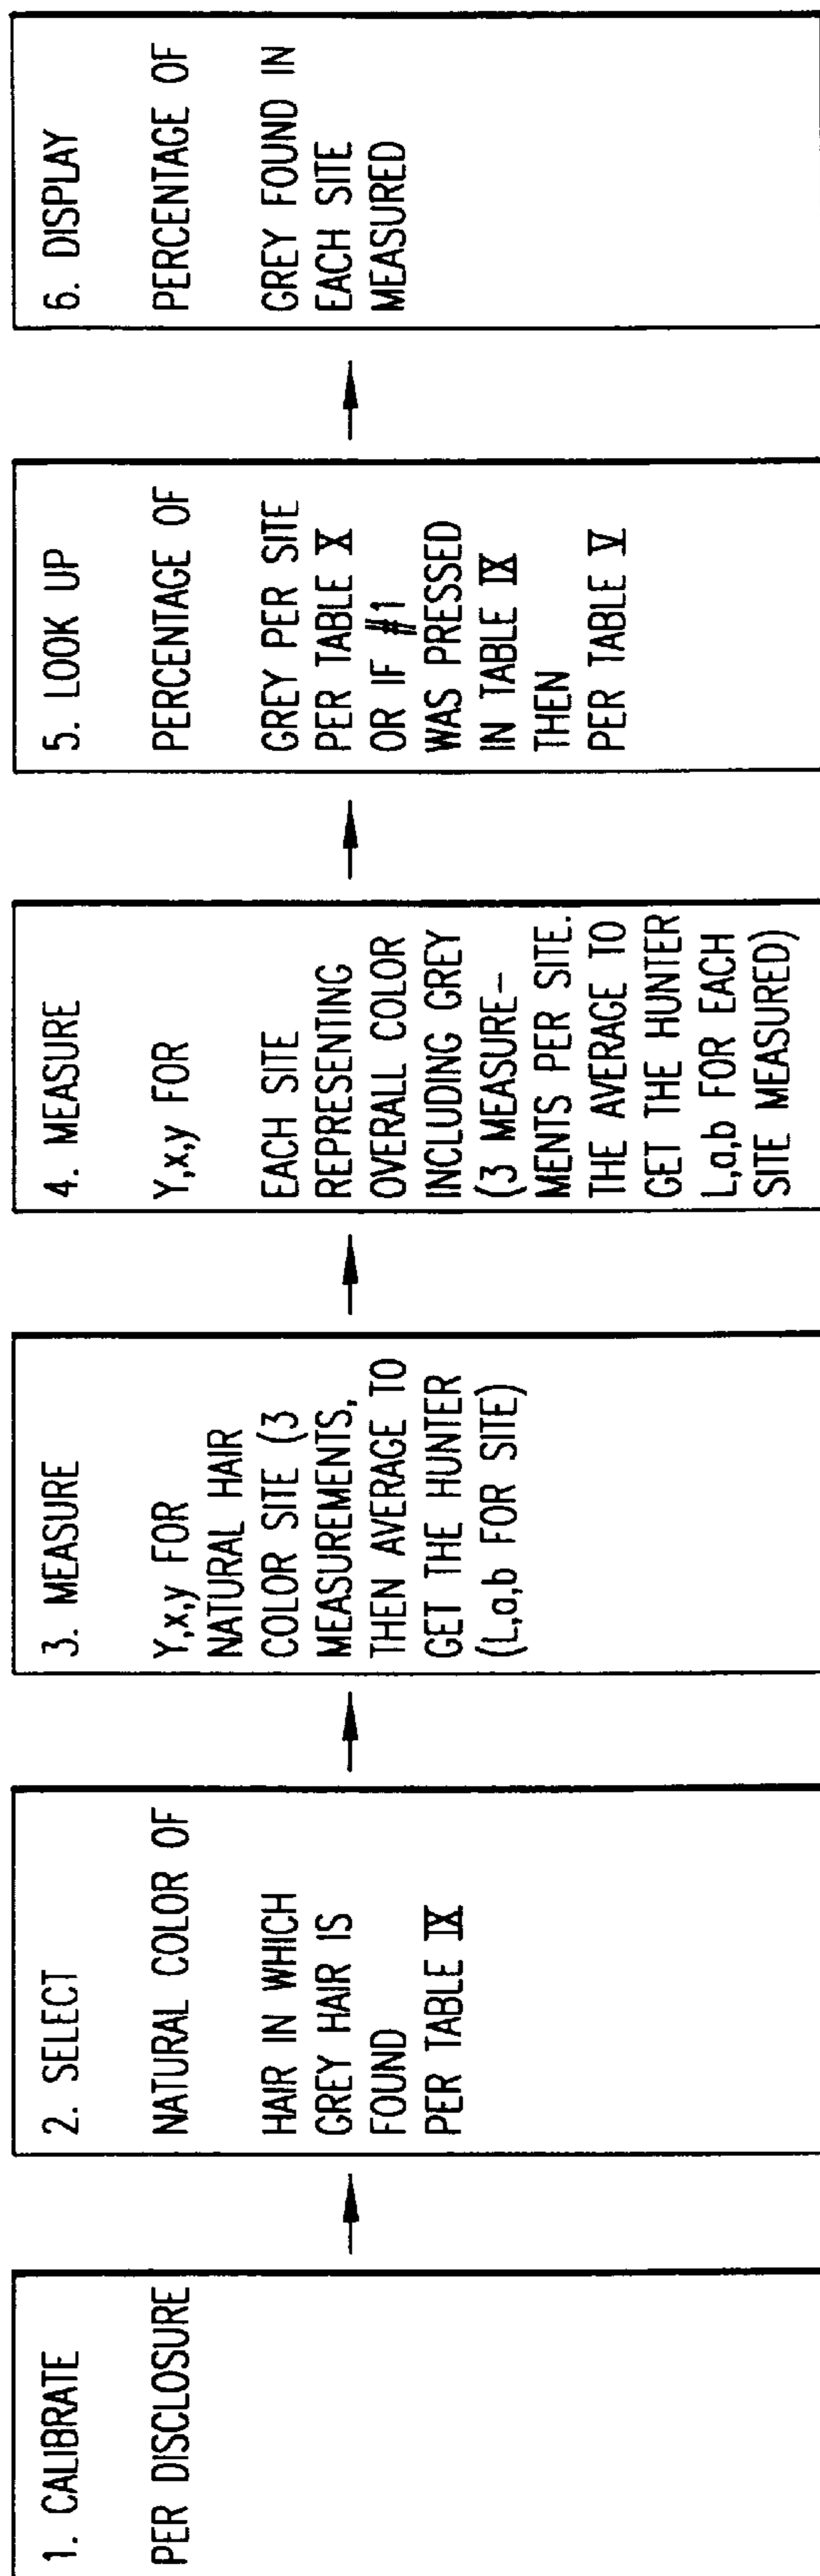 1. CALIBRATE
PER DISCLOSURE
2. SELECT
NATURAL COLOR OF
HAIR IN WHICH
GREY HAIR IS
FOUND
PER TABLE IX
3. MEASURE
Y,x,y FOR
NATURAL HAIR
COLOR SITE (3
MEASUREMENTS,
THEN AVERAGE TO
GET THE HUNTER
(L,a,b FOR SITE)
4. MEASURE
Y,x,y FOR
EACH SITE
REPRESENTING
OVERALL COLOR
INCLUDING GREY
(3 MEASURE-
MENTS PER SITE.
THE AVERAGE TO
GET THE HUNTER
L,a,b FOR EACH
SITE MEASURED)
5. LOOK UP
PERCENTAGE OF
GREY PER SITE
PER TABLE X
OR IF #1
WAS PRESSED
IN TABLE IX
THEN
PER TABLE V
6. DISPLAY
PERCENTAGE OF
GREY FOUND IN
EACH SITE
MEASURED